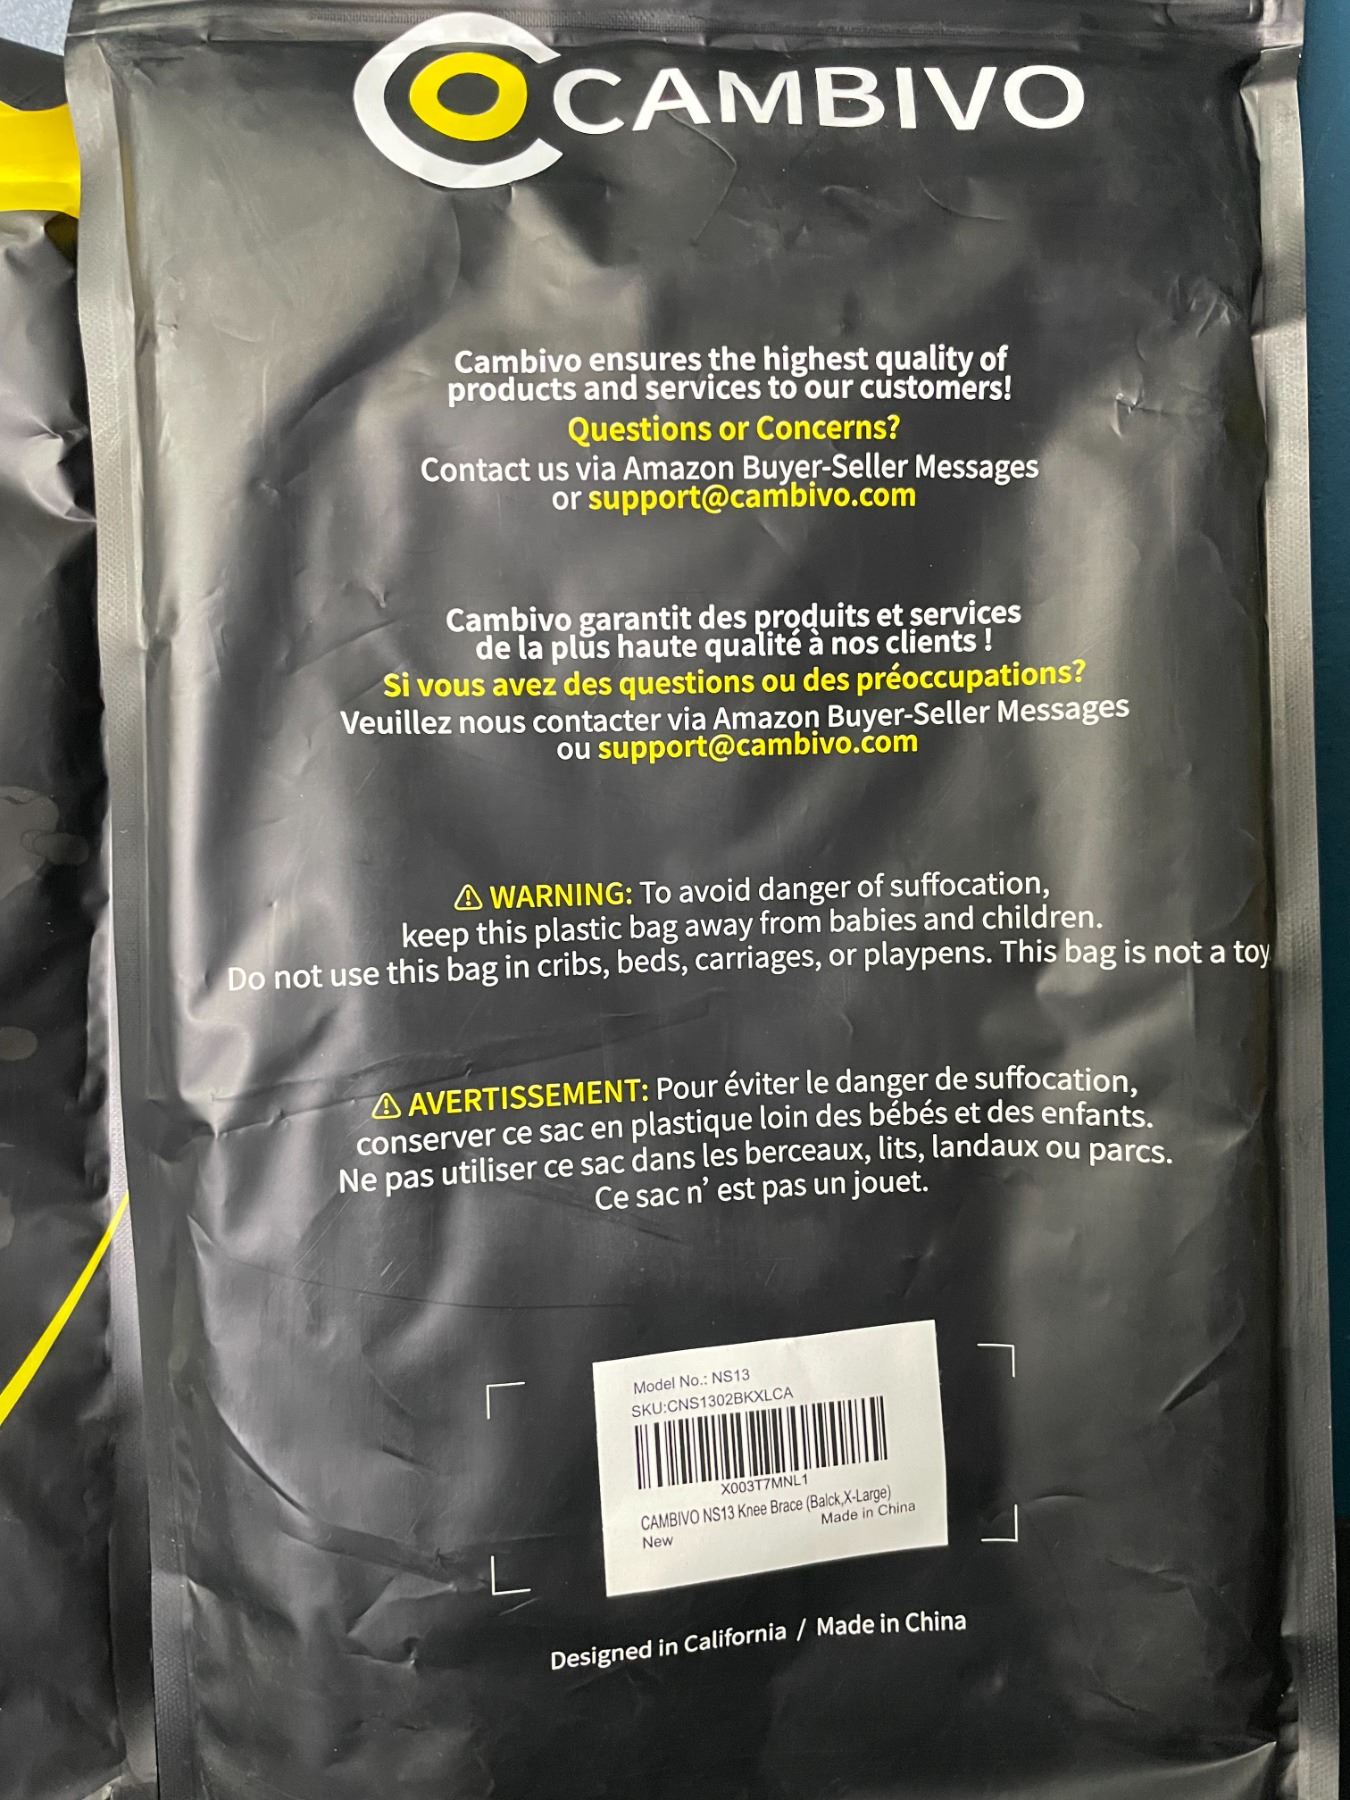 CAMBIVO
Cambivo ensures the highest quality of
products and services to our customers!
Questions or Concerns?
Contact us via Amazon Buyer-Seller Messages
or support@cambivo.com
Cambivo garantit des produits et services
de la plus haute qualité à nos clients !
Si vous avez des questions ou des préoccupations?
Veuillez nous contacter via Amazon Buyer-Seller Messages
ou support@cambivo.com
⚠ WARNING: To avoid danger of suffocation,
keep this plastic bag away from babies and children.
Do not use this bag in cribs, beds, carriages, or playpens. This bag is not a toy
⚠ AVERTISSEMENT: Pour éviter le danger de suffocation,
conserver ce sac en plastique loin des bébés et des enfants.
Ne pas utiliser ce sac dans les berceaux, lits, landaux ou parcs.
Ce sac n’ est pas un jouet.
Model No.: NS13
SKU:CNS1302BKXLCA
X003T7MNL1
CAMBIVO NS13 Knee Brace (Balck,X-Large)
Made in China
New
Designed in California / Made in China